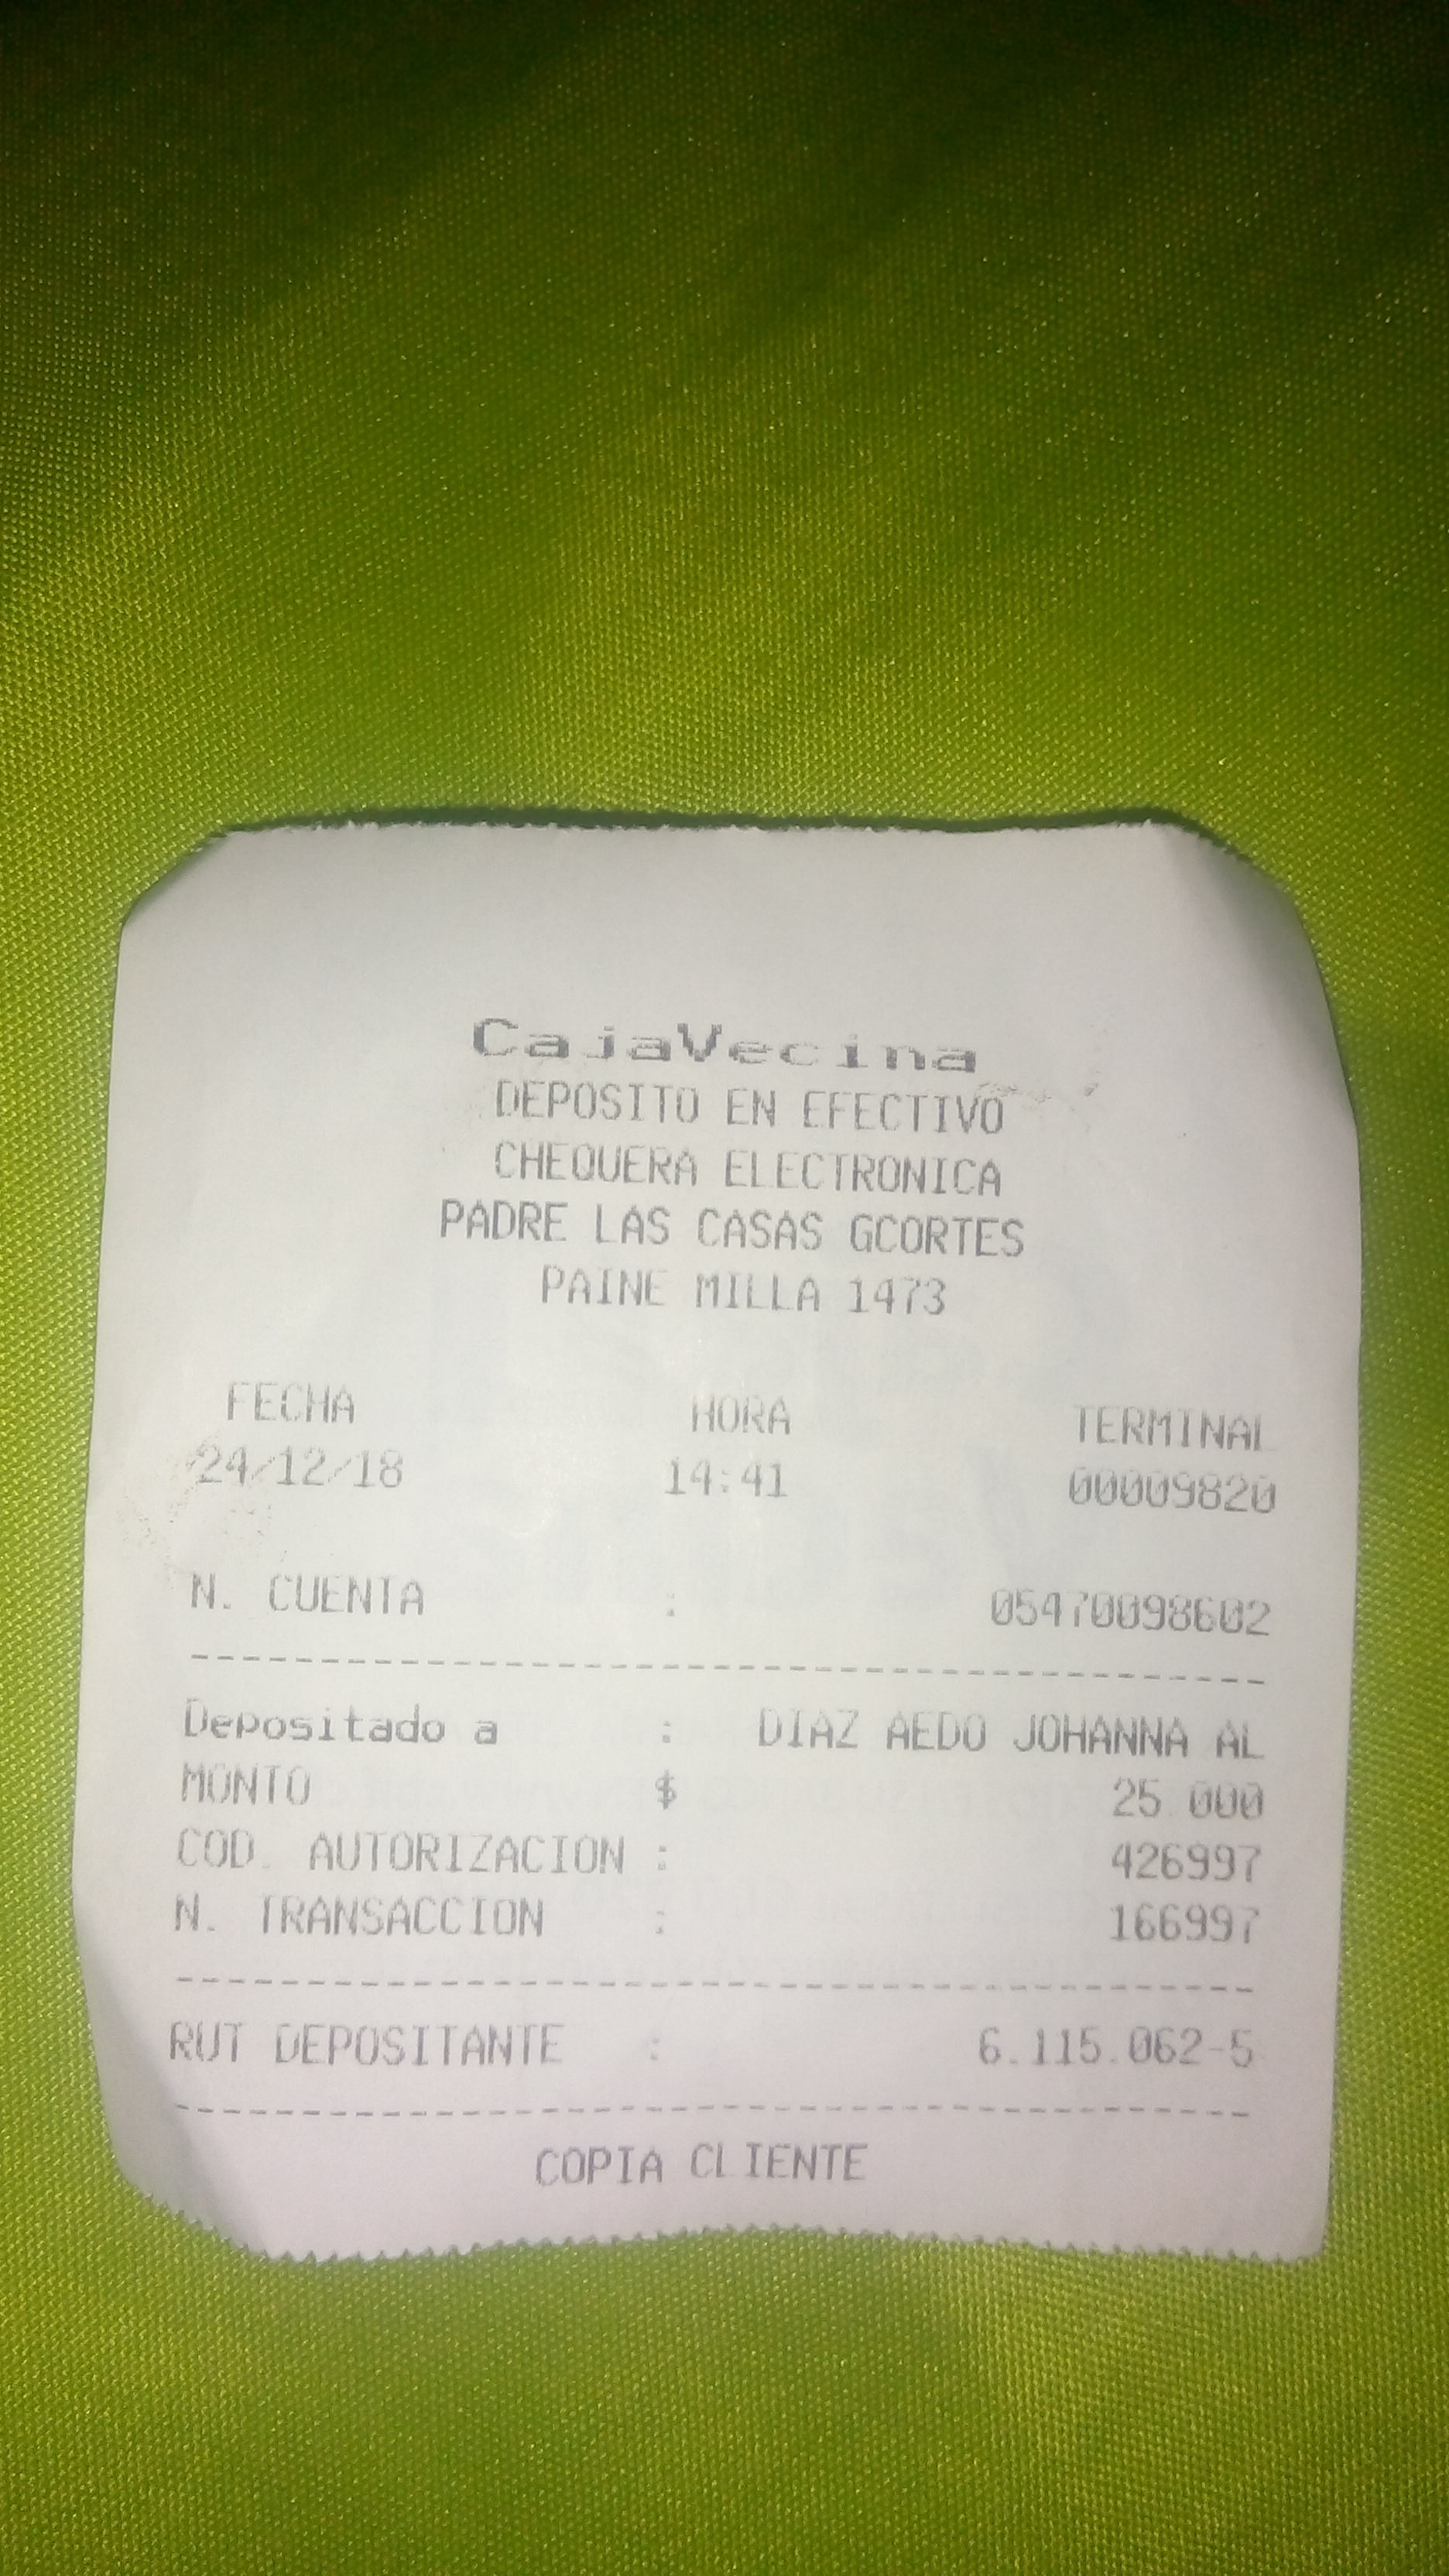 CajaVecina
DEPOSITO EN EFECTIVO
CHEQUERA ELECTRONICA
PADRE LAS CASAS GCORTES
PAINE MILLA 1473
FECHA HORA TERMINAL
24/12/18 14:41 00009820
N. CUENTA : 05470098602
Depositado a : DIAZ AEDO JOHANNA AL
MONTO $ 25.000
COD. AUTORIZACION : 426997
N. TRANSACCION : 166997
RUT DEPOSITANTE : 6.115.062-5
COPIA CLIENTE